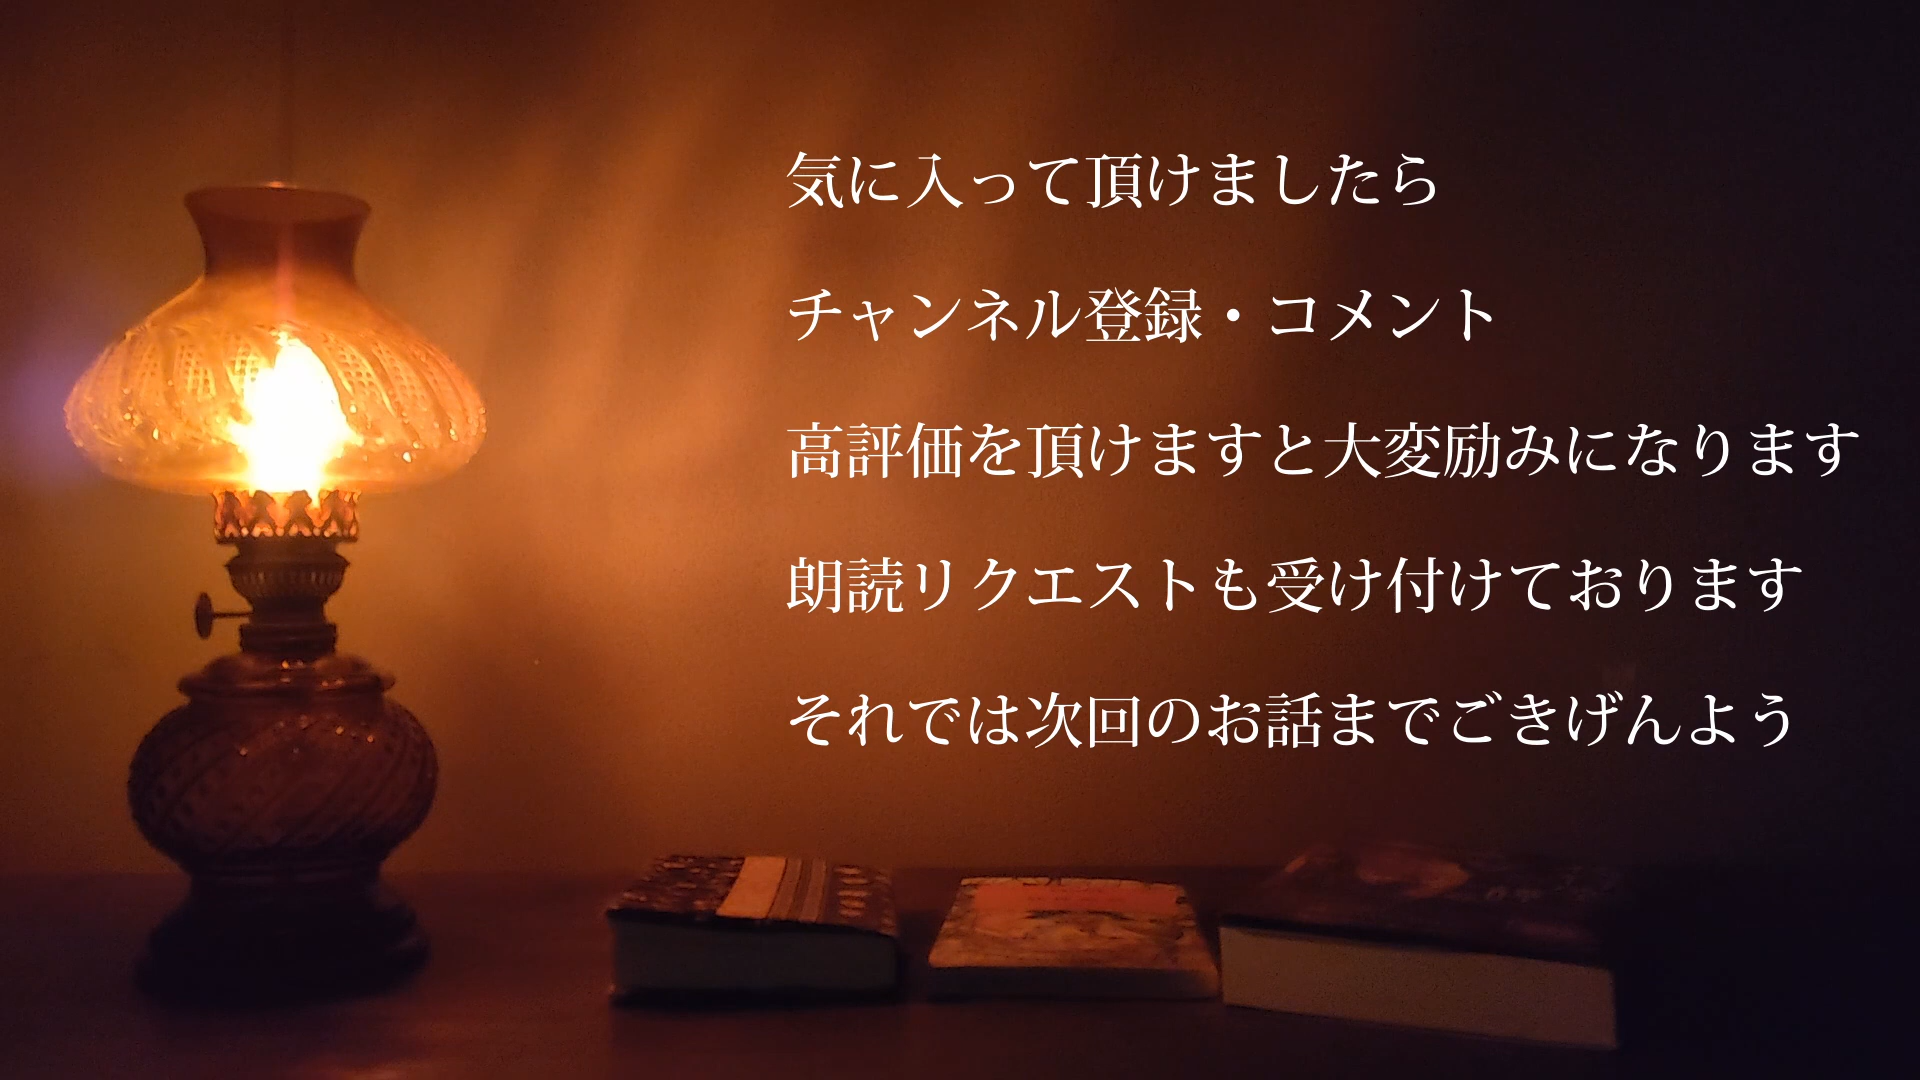 気に入って頂けましたら
チャンネル登録・コメント
高評価を頂けますと大変励みになります
朗読リクエストも受け付けております
それでは次回のお話までごきげんよう